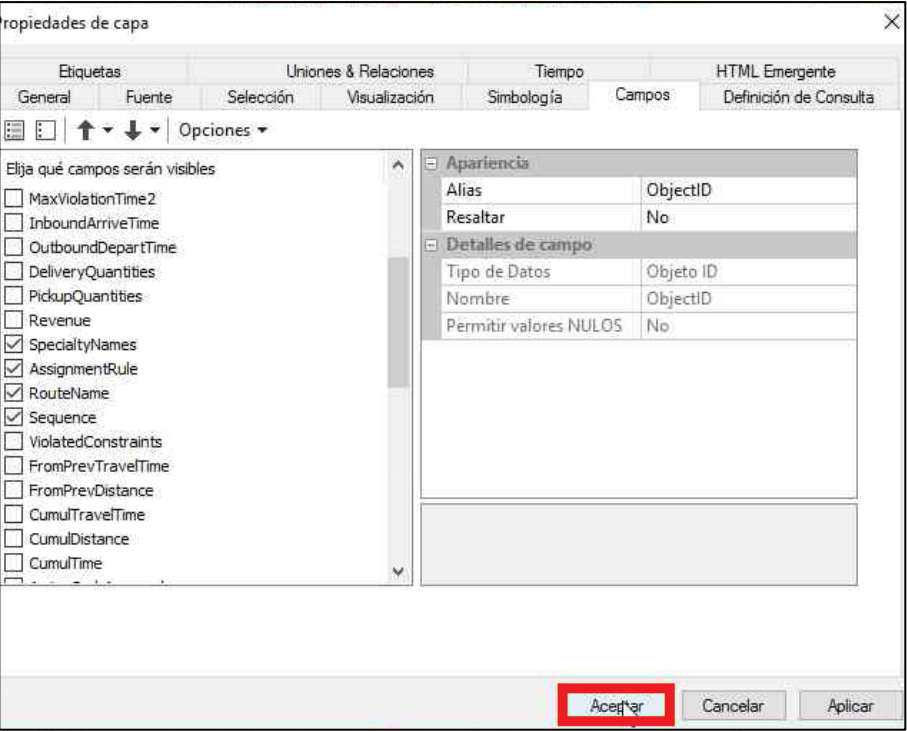 Propiedades de capa
Etiquetas Uniones & Relaciones Tiempo HTML Emergente
General Fuente Selección Visualización Simbología Campos Definición de Consulta
Opciones
Elija qué campos serán visibles
MaxViolationTime2
InboundArriveTime
OutboundDepartTime
DeliveryQuantities
PickupQuantities
Revenue
SpecialtyNames
AssignmentRule
RouteName
Sequence
ViolatedConstraints
FromPrevTravelTime
FromPrevDistance
CumulTravelTime
CumulDistance
CumulTime
Apariencia
Alias ObjectID
Resaltar No
Detalles de campo
Tipo de Datos Objeto ID
Nombre ObjectID
Permitir valores NULOS No
Aceptar Cancelar Aplicar